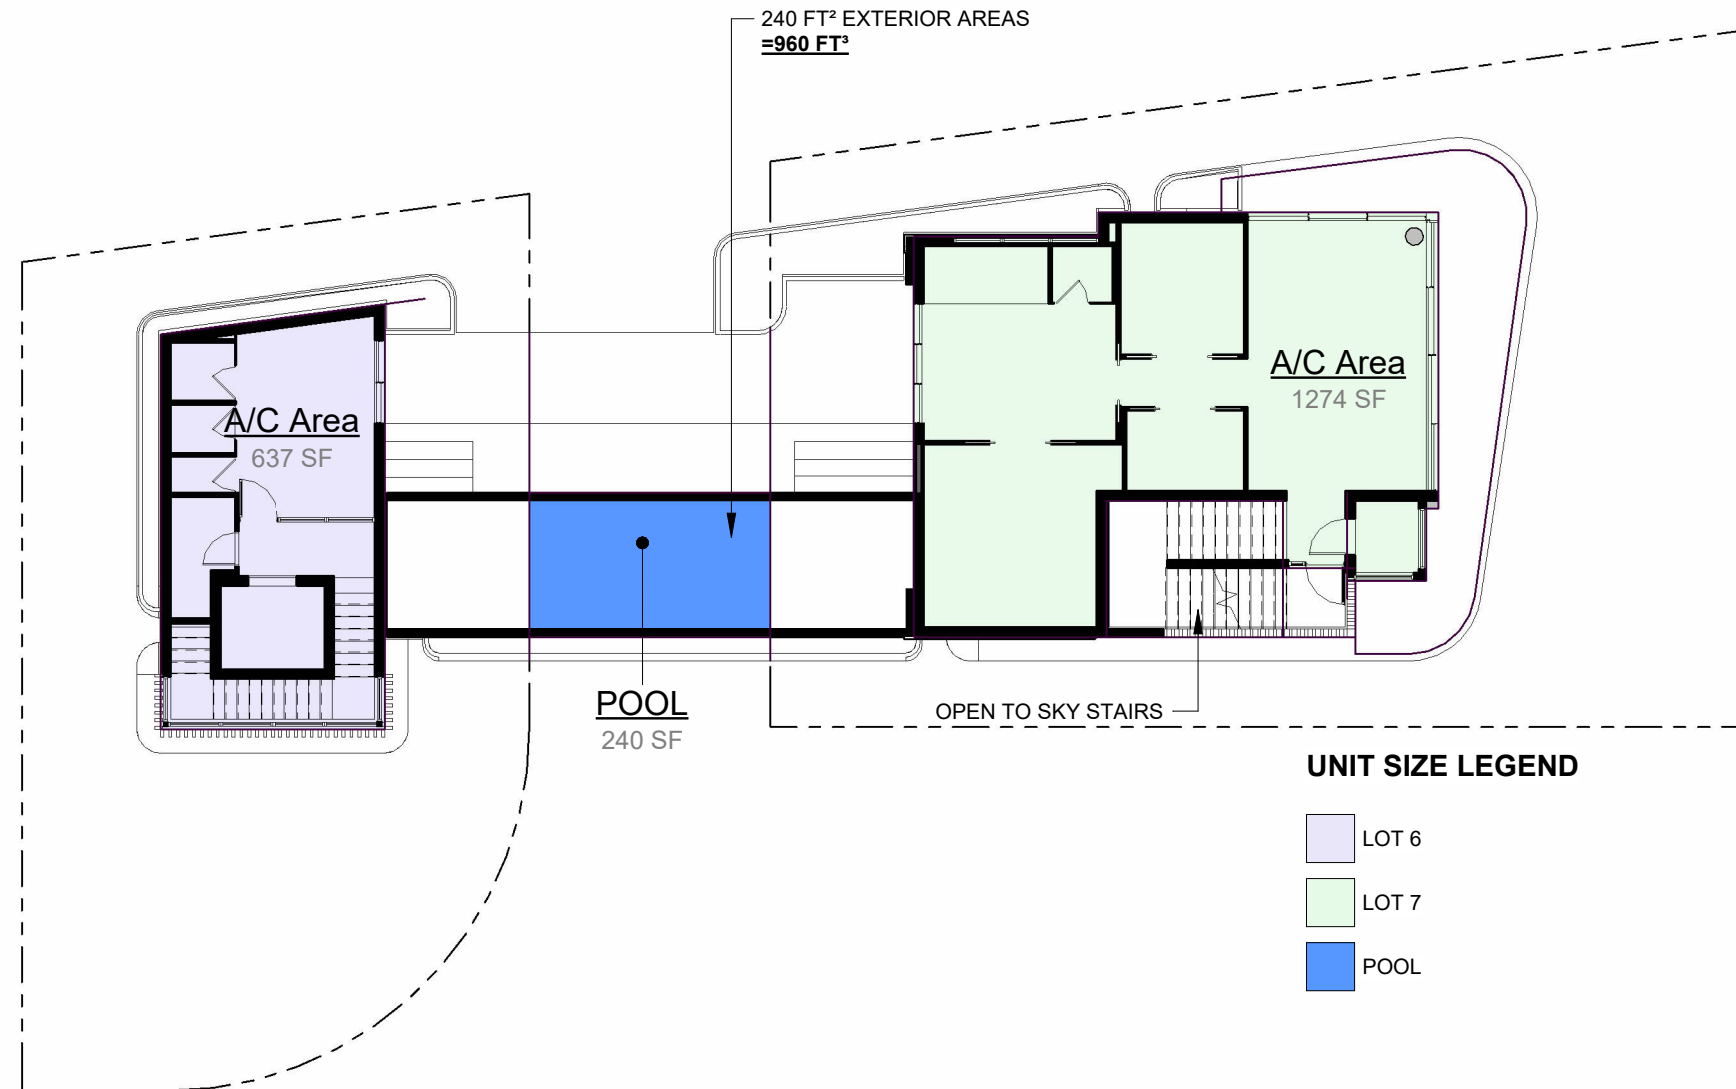 240 FT² EXTERIOR AREAS
=960 FT³
A/C Area
637 SF
A/C Area
1274 SF
POOL
240 SF
OPEN TO SKY STAIRS
UNIT SIZE LEGEND
LOT 6
LOT 7
POOL